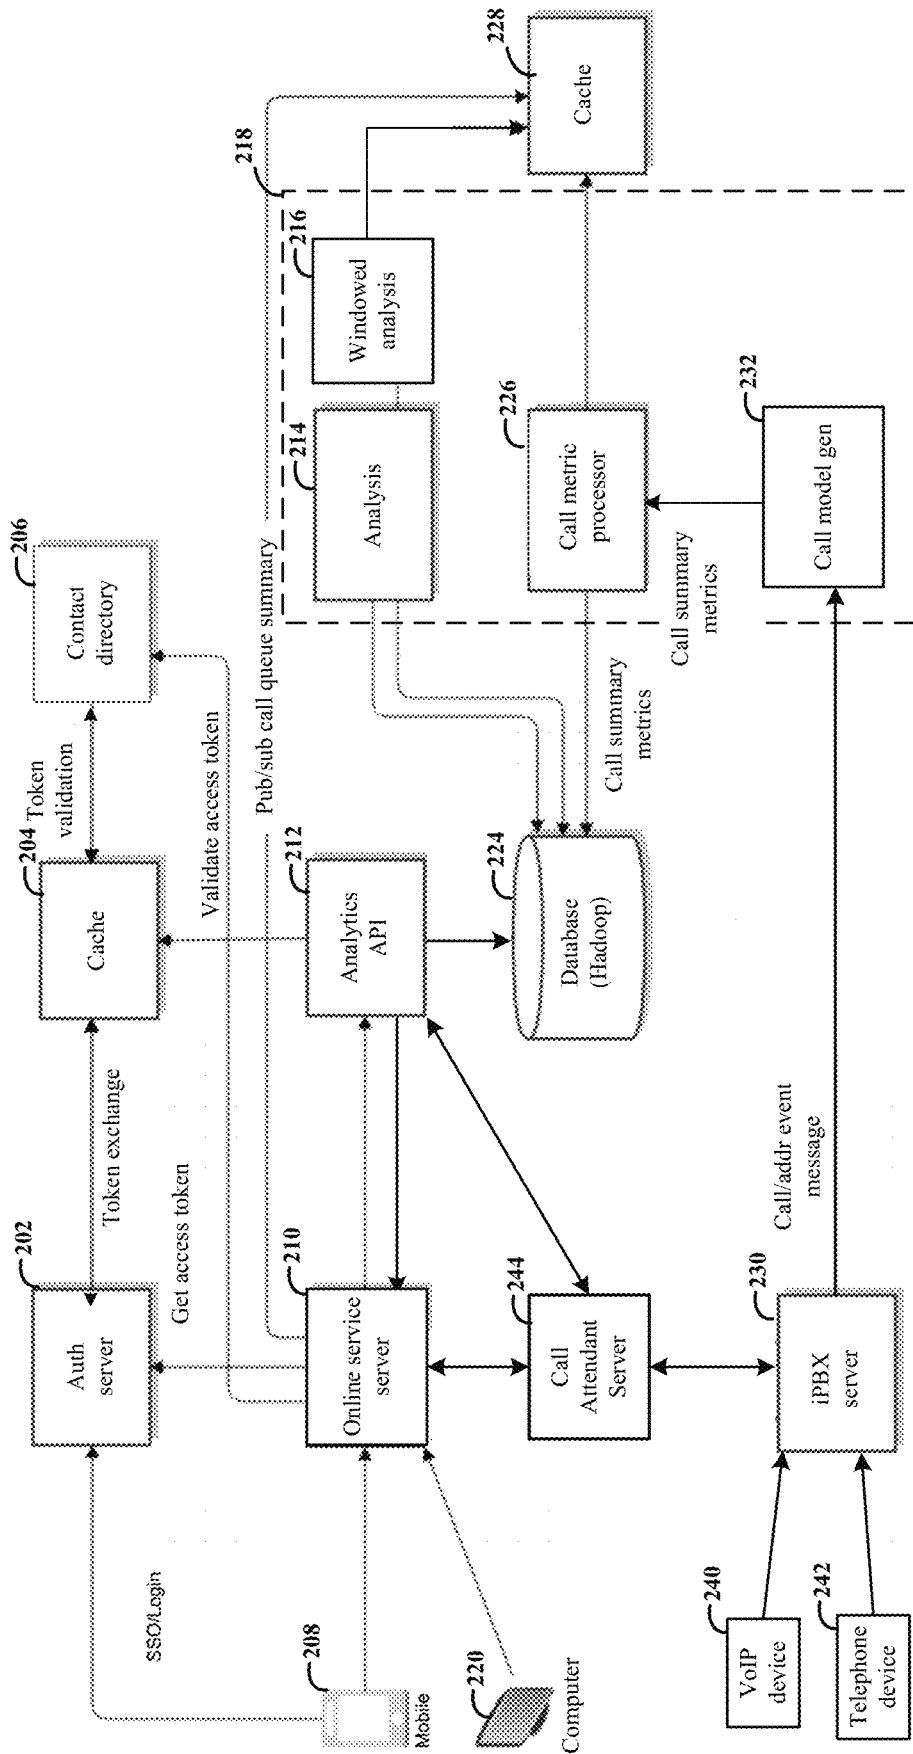 202
Auth
server
Token exchange
204
Cache
Token
validation
206
Contact
directory
SSO/Login
Get access token
Validate access token
Pub/sub call queue summary
218
208
Mobile
210
Online service
server
212
Analytics
API
214
Analysis
216
Windowed
analysis
228
Cache
220
Computer
244
Call
Attendant
Server
224
Database
(Hadoop)
Call summary
metrics
226
Call metric
processor
Call summary
metrics
240
VoIP
device
242
Telephone
device
230
iPBX
server
Call/addr event
message
232
Call model gen